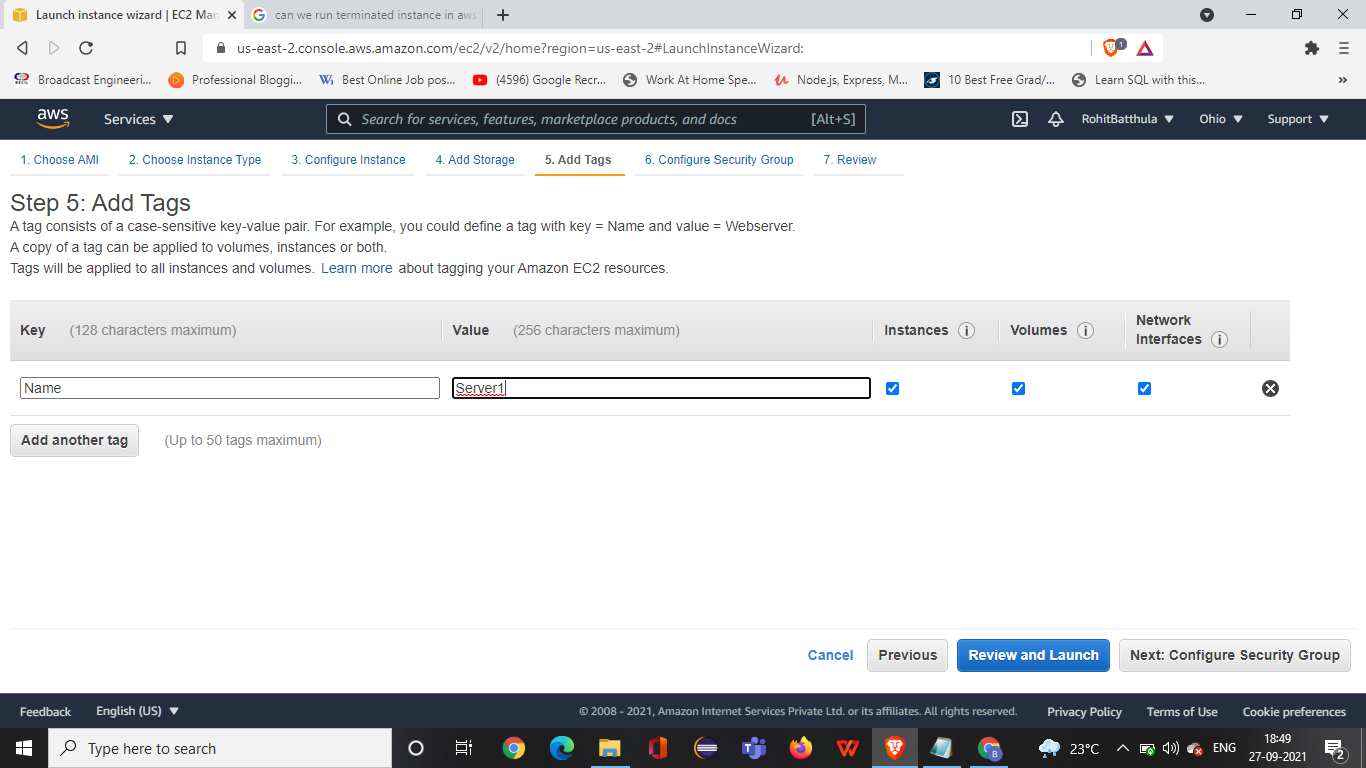 Launch instance wizard | EC2 Man
can we run terminated instance in aws
us-east-2.console.aws.amazon.com/ec2/v2/home?region=us-east-2#LaunchInstanceWizard:
1
BECIL Broadcast Engineeri...
Professional Bloggi...
Best Online Job pos...
(4596) Google Recr...
Work At Home Spe...
Node.js, Express, M...
10 Best Free Grad/...
Learn SQL with this...
aws
Services
Search for services, features, marketplace products, and docs
[Alt+S]
RohitBatthula
Ohio
Support
1. Choose AMI
2. Choose Instance Type
3. Configure Instance
4. Add Storage
5. Add Tags
6. Configure Security Group
7. Review
Step 5: Add Tags
A tag consists of a case-sensitive key-value pair. For example, you could define a tag with key = Name and value = Webserver.
A copy of a tag can be applied to volumes, instances or both.
Tags will be applied to all instances and volumes. Learn more about tagging your Amazon EC2 resources.
Key (128 characters maximum)
Value (256 characters maximum)
Instances
Volumes
Network
Interfaces
Name
Server1
Add another tag
(Up to 50 tags maximum)
Cancel
Previous
Review and Launch
Next: Configure Security Group
Feedback
English (US)
© 2008 - 2021, Amazon Internet Services Private Ltd. or its affiliates. All rights reserved.
Privacy Policy
Terms of Use
Cookie preferences
Type here to search
23°C
ENG
18:49
27-09-2021
2